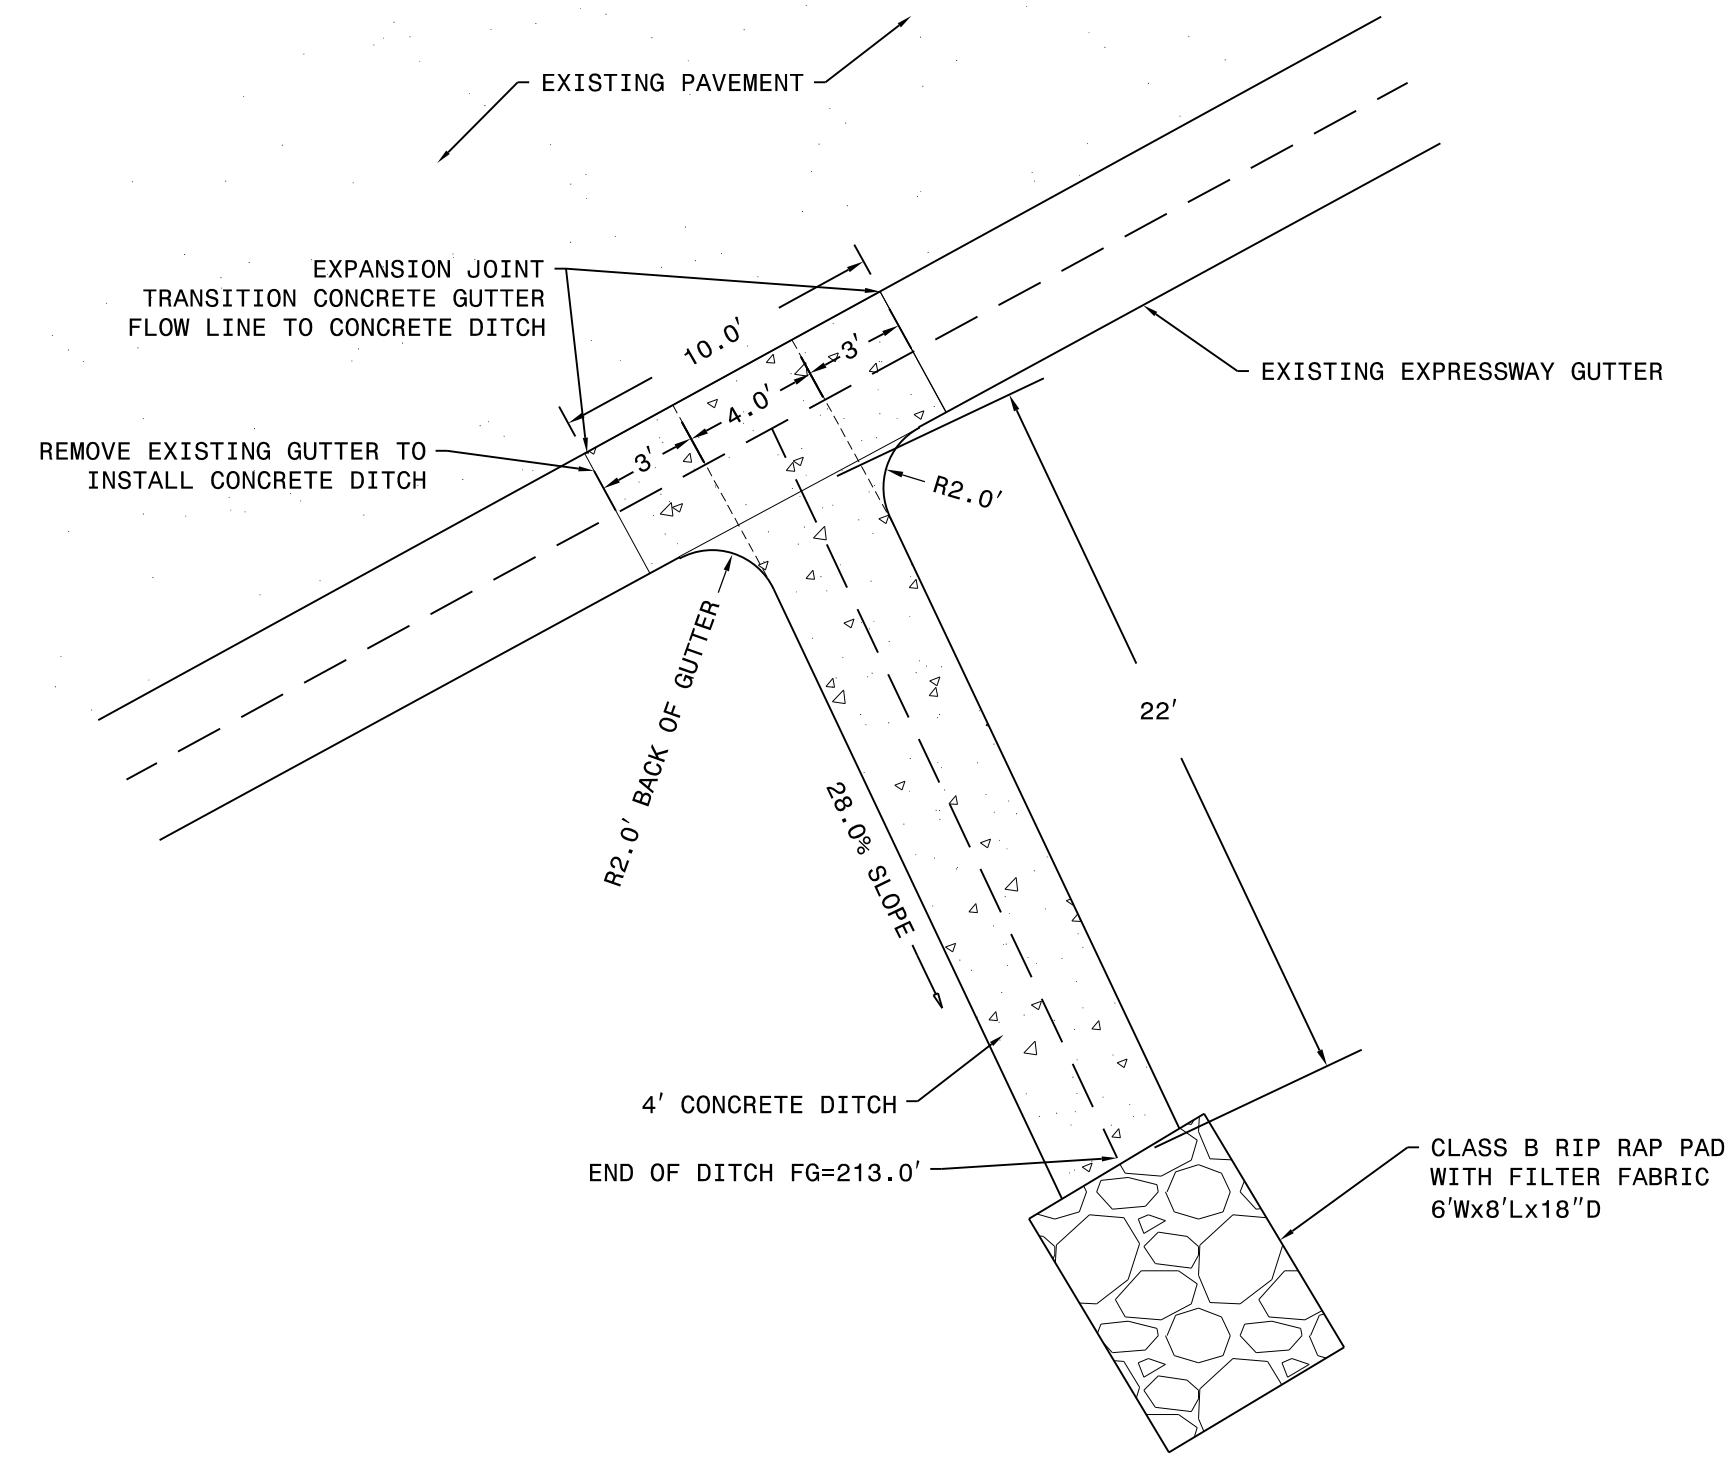 EXISTING PAVEMENT
EXPANSION JOINT
TRANSITION CONCRETE GUTTER
FLOW LINE TO CONCRETE DITCH
10.0'
3'
4.0'
3'
EXISTING EXPRESSWAY GUTTER
REMOVE EXISTING GUTTER TO
INSTALL CONCRETE DITCH
R2.0'
R2.0' BACK OF GUTTER
22'
28.0% SLOPE
4' CONCRETE DITCH
END OF DITCH FG=213.0'
CLASS B RIP RAP PAD
WITH FILTER FABRIC
6'Wx8'Lx18"D